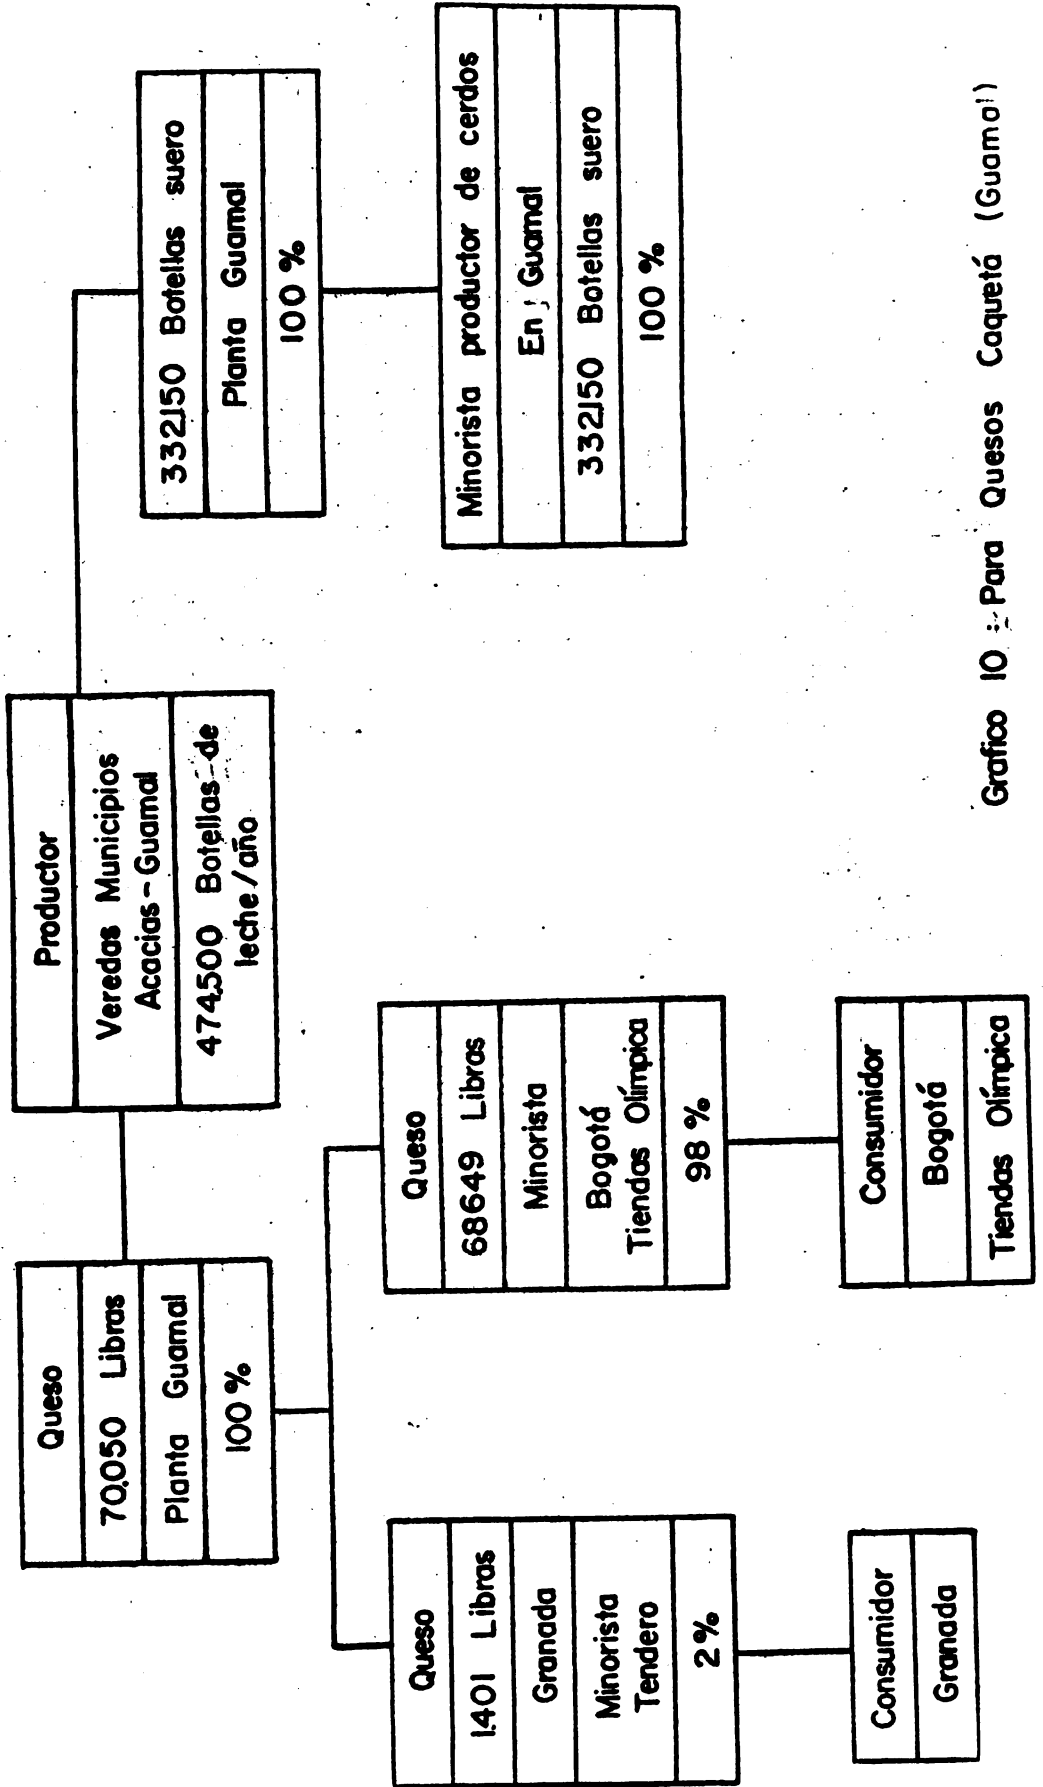 Productor
Veredas Municipios
Acacias-Guamal
474.500 Botellas de
leche/año
Queso
70.050 Libras
Planta Guamal
100 %
332.150 Botellas suero
Planta Guamal
100 %
Queso
1.401 Libras
Granada
Minorista
Tendero
2 %
Queso
68649 Libras
Minorista
Bogotá
Tiendas Olímpica
98 %
Minorista productor de cerdos
En Guamal
332.150 Botellas suero
100 %
Consumidor
Granada
Consumidor
Bogotá
Tiendas Olímpica
Grafico 10 : Para Quesos Caquetá (Guamal)